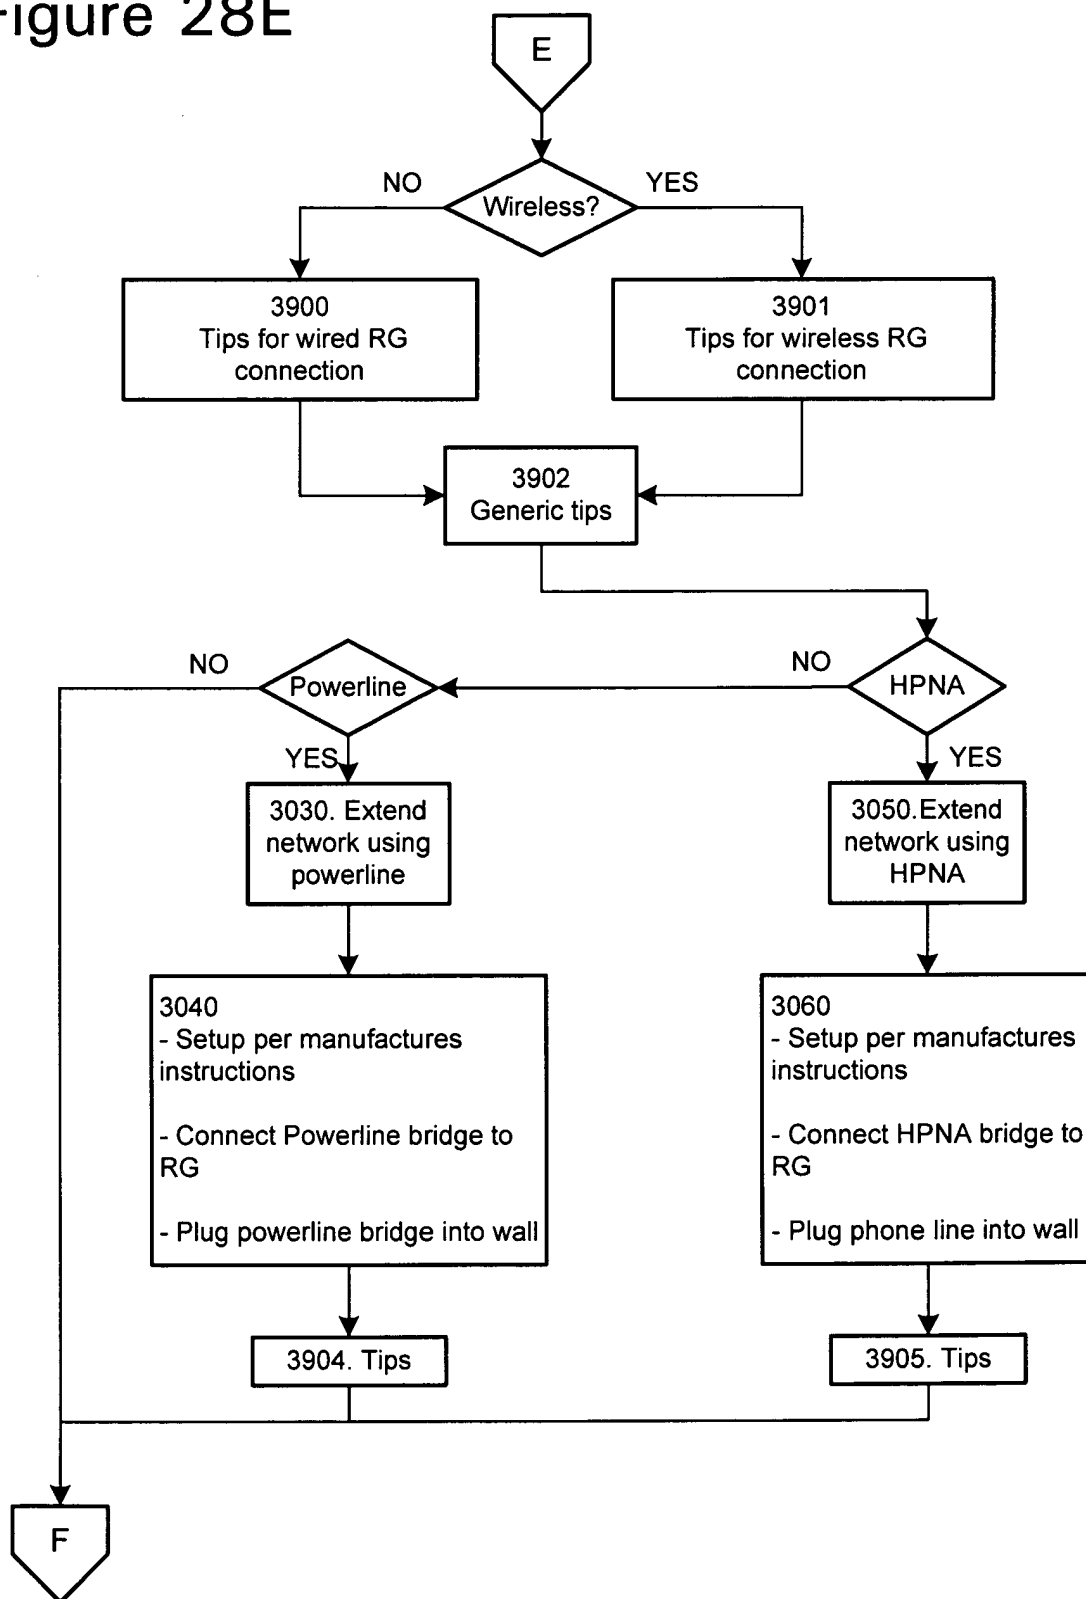 Figure 28E
E
Wireless?
NO
YES
3900
Tips for wired RG
connection
3901
Tips for wireless RG
connection
3902
Generic tips
HPNA
NO
Powerline
NO
YES
YES
3030. Extend
network using
powerline
3050.Extend
network using
HPNA
3040
- Setup per manufactures
instructions
- Connect Powerline bridge to
RG
- Plug powerline bridge into wall
3060
- Setup per manufactures
instructions
- Connect HPNA bridge to
RG
- Plug phone line into wall
3904. Tips
3905. Tips
F